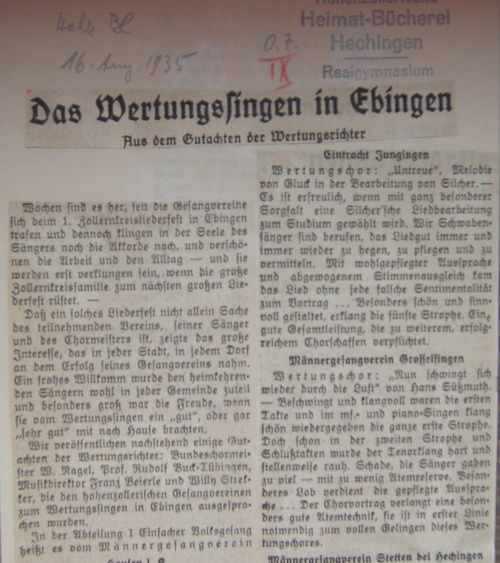 Hohenzollerische
Heimat-Bücherei
Hechingen
Realgymnasium
16. Aug. 1935
O. 7.
IX
Das Wertungssingen in Ebingen
Aus dem Gutachten der Wertungsrichter
Wochen sind es her, seit die Gesangvereine
sich beim 1. Zollernkreisliederfest in Ebingen
trafen und dennoch klingen in der Seele des
Sängers noch die Akkorde nach, und verschö-
nen die Arbeit und den Alltag — und sie
werden erst verklungen sein, wenn die große
Zollernkreisfamilie zum nächsten großen Lie-
derfest rüstet. —
Daß ein solches Liederfest nicht allein Sache
des teilnehmenden Vereins, seiner Sänger
und des Chormeisters ist, zeigte das große
Interesse, das in jeder Stadt, in jedem Dorf
an dem Erfolg seines Gesangvereins nahm.
Ein frohes Willkomm wurde den heimkehren-
den Sängern wohl in jeder Gemeinde zuteil
und besonders groß war die Freude, wenn
sie vom Wertungssingen ein „gut“, oder gar
„sehr gut“ mit nach Hause brachten.
Wir veröffentlichen nachstehend einige Gut-
achten der Wertungsrichter: Bundeschormei-
ster W. Nagel, Prof. Rudolf Buck-Tübingen,
Musikdirektor Franz Beierle und Willy Strek-
ker, die den hohenzollerischen Gesangvereinen
zum Wertungssingen in Ebingen ausgespro-
chen wurden.
In der Abteilung I Einfacher Volksgesang
heißt es vom Männergesangverein
Hausen i. K.
Eintracht Jungingen
Wertungschor: „Untreue“, Melodie
von Gluck in der Bearbeitung von Silcher. —
Es ist erfreulich, wenn mit ganz besonderer
Sorgfalt eine Silcher'sche Liedbearbeitung
zum Studium gewählt wird. Wir Schwaben-
sänger sind berufen, das Liedgut immer und
immer wieder zu hegen, zu pflegen und zu
vermitteln. Mit wohlgepflegter Aussprache
und abgewogenem Stimmenausgleich kam
das Lied ohne jede falsche Sentimentalität
zum Vortrag ... Besonders schön und sinn-
voll gestaltet, erklang die fünfte Strophe. Eine
gute Gesamtleistung, die zu weiterem, erfolg-
reichem Chorschaffen verpflichtet.
Männergesangverein Grosselfingen
Wertungschor: „Nun schwingt sich
wieder durch die Luft“ von Hans Süßmuth.
— Beschwingt und klangvoll waren die ersten
Takte und im mf.- und piano-Singen klang
schön wiedergegeben die ganze erste Strophe.
Doch schon in der zweiten Strophe und
Schlußtakten wurde der Tenorklang hart und
stellenweise rauh. Schade, die Sänger gaben
zu viel — mit zu wenig Atemreserve. Beson-
deres Lob verdient die gepflegte Ausspra-
che ... Der Chorvortrag verlangt eine beson-
ders gute Atemtechnik, sie ist in erster Linie
notwendig zum vollen Gelingen dieses Wer-
tungschores.
Männergesangverein Stetten bei Hechingen